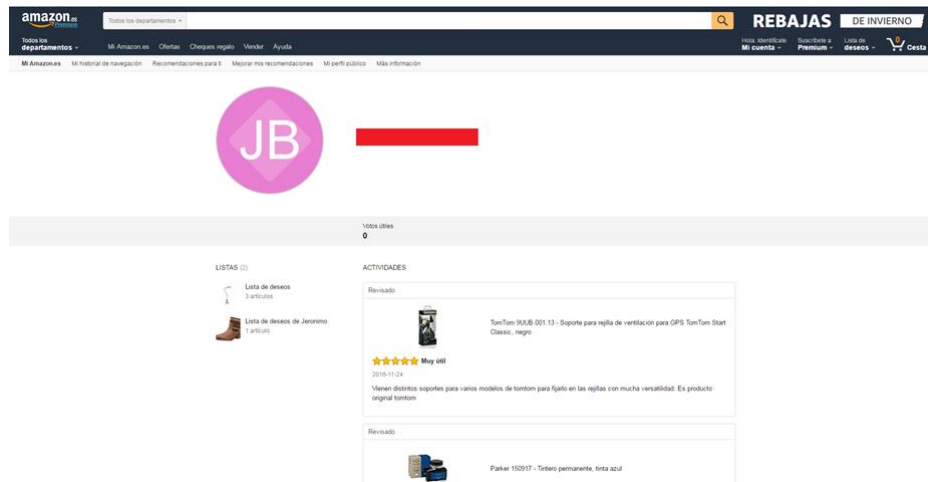 amazon.es
Premium
Todos los departamentos
REBAJAS DE INVIERNO
Todos los
departamentos
Mi Amazon.es Ofertas Cheques regalo Vender Ayuda
Hola. Identifícate
Mi cuenta
Suscríbete a
Premium
Lista de
deseos
0
Cesta
Mi Amazon.es Mi historial de navegación Recomendaciones para ti Mejorar mis recomendaciones Mi perfil público Más información
JB
Votos útiles
0
LISTAS (2)
Lista de deseos
3 artículos
Lista de deseos de Jeronimo
1 artículo
ACTIVIDADES
Revisado
TomTom 9UUB.001.13 - Soporte para rejilla de ventilación para GPS TomTom Start
Classic, negro
Muy útil
2016-11-24
Vienen distintos soportes para varios modelos de tomtom para fijarlo en las rejillas con mucha versatilidad. Es producto
original tomtom
Revisado
Parker 150917 - Tintero permanente, tinta azul